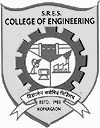 S.R.E.S.
COLLEGE OF ENGINEERING
ESTD. 1983
KOPARGAON